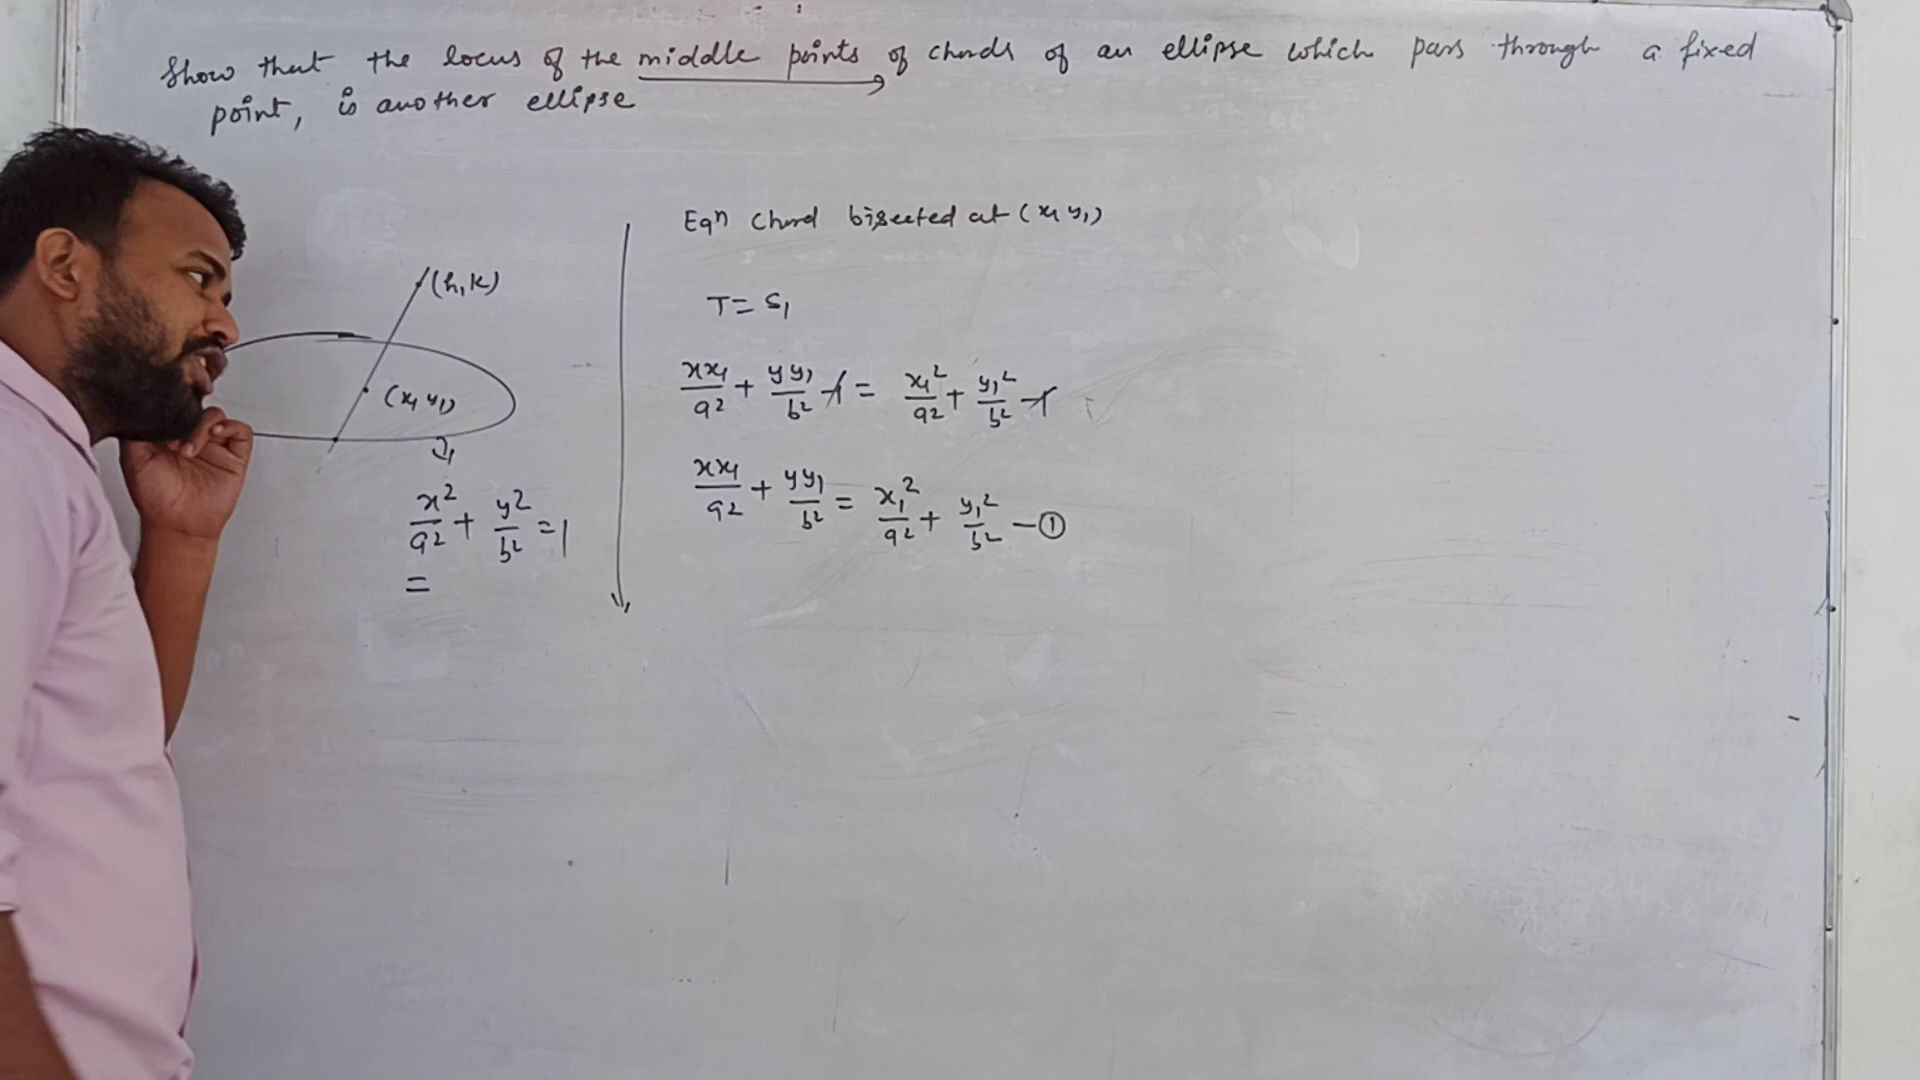 Show that the locus of the middle points of chords of an ellipse which pass through a fixed
point, is another ellipse
(h, k)
(x₁ y₁)
x²/a² + y²/b² = 1
=
Eqn Chord bisected at (x₁ y₁)
T = S₁
xx₁/a² + yy₁/b² - 1 = x₁²/a² + y₁²/b² - 1
xx₁/a² + yy₁/b² = x₁²/a² + y₁²/b² — ①